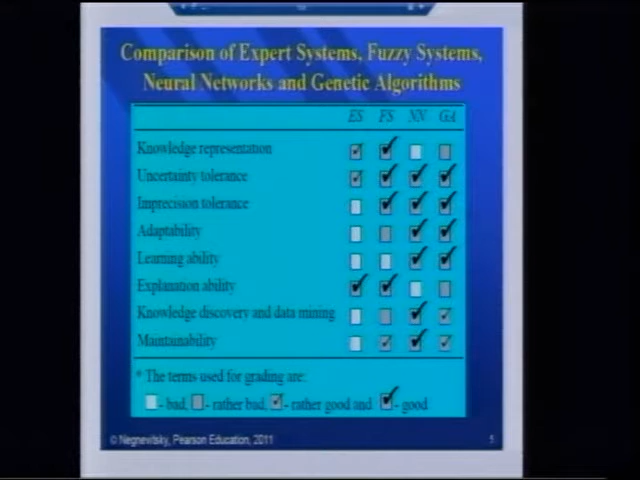 Comparison of Expert Systems, Fuzzy Systems,
Neural Networks and Genetic Algorithms
ES FS NN GA
Knowledge representation
Uncertainty tolerance
Imprecision tolerance
Adaptability
Learning ability
Explanation ability
Knowledge discovery and data mining
Maintainability
* The terms used for grading are:
- bad, - rather bad, - rather good and - good
© Negnevitsky, Pearson Education, 2011 5